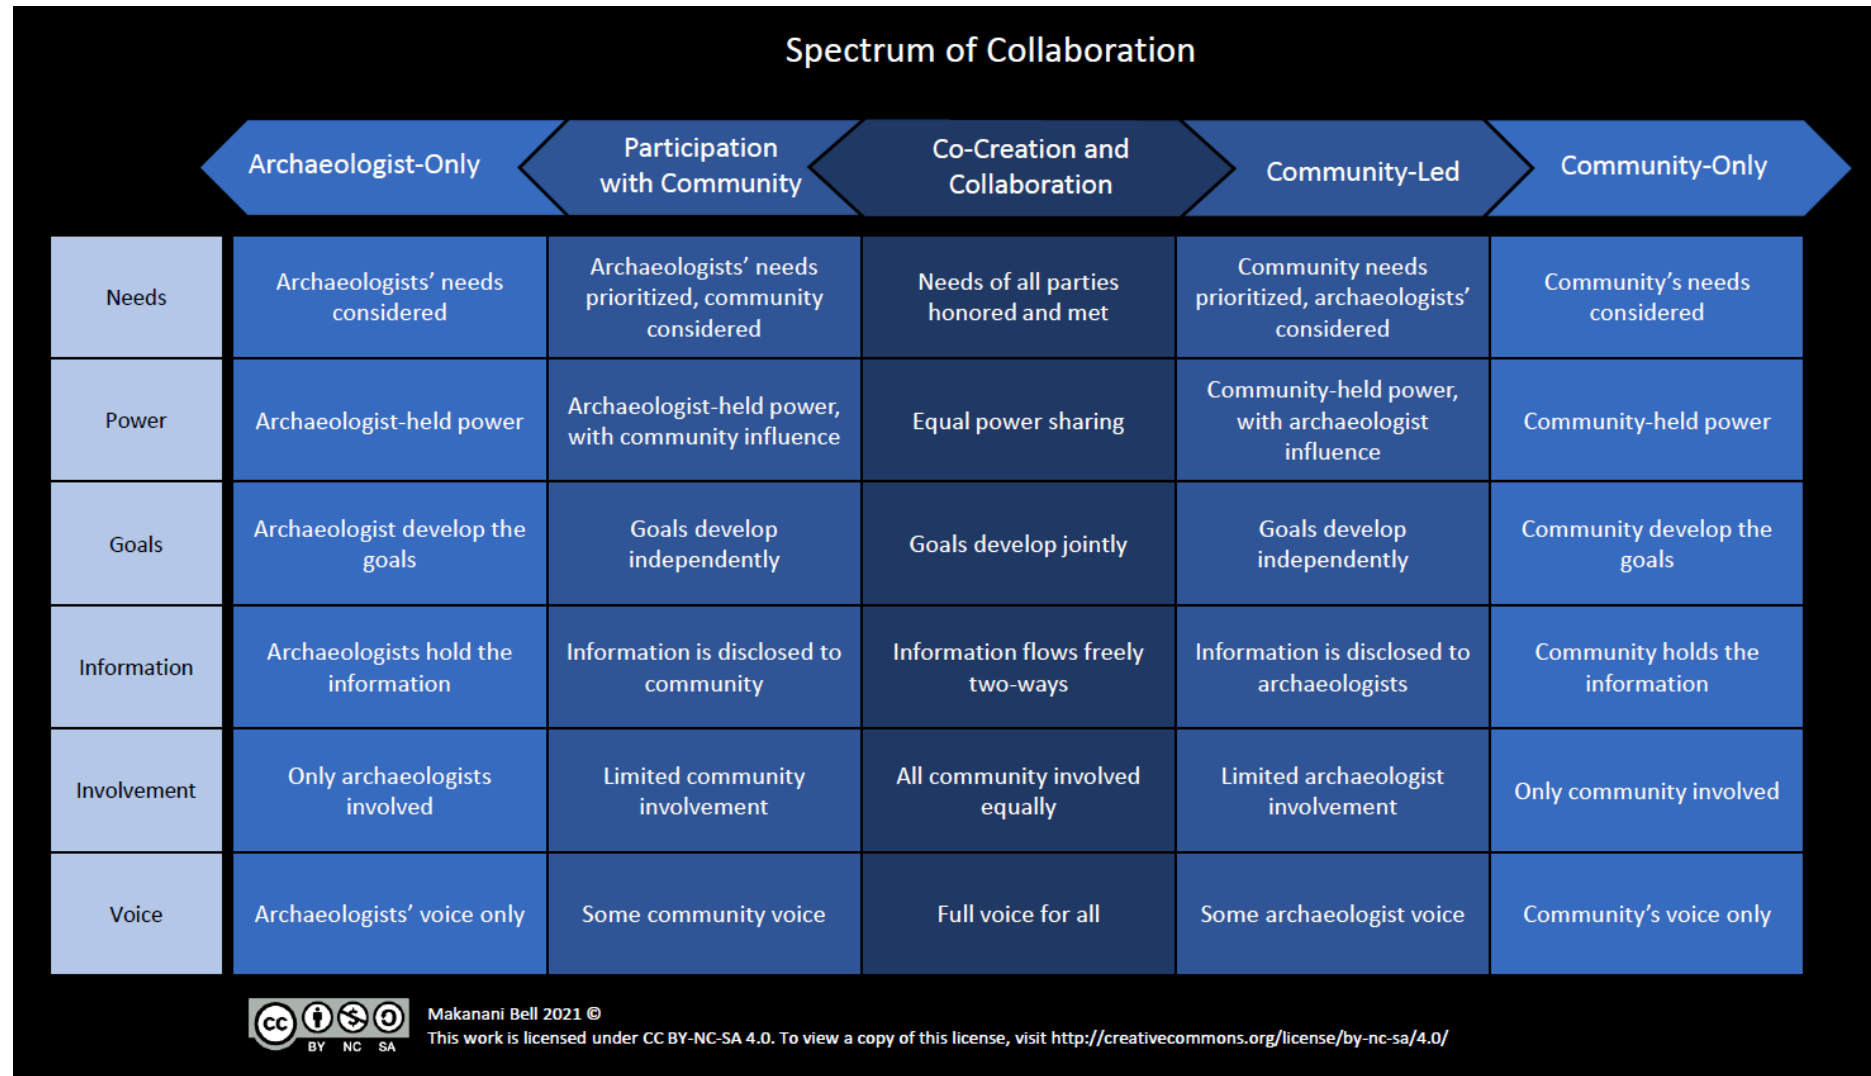 Spectrum of Collaboration
Archaeologist-Only
Participation
with Community
Co-Creation and
Collaboration
Community-Led
Community-Only
Needs
Archaeologists’ needs
considered
Archaeologists’ needs
prioritized, community
considered
Needs of all parties
honored and met
Community needs
prioritized, archaeologists’
considered
Community’s needs
considered
Power
Archaeologist-held power
Archaeologist-held power,
with community influence
Equal power sharing
Community-held power,
with archaeologist
influence
Community-held power
Goals
Archaeologist develop the
goals
Goals develop
independently
Goals develop jointly
Goals develop
independently
Community develop the
goals
Information
Archaeologists hold the
information
Information is disclosed to
community
Information flows freely
two-ways
Information is disclosed to
archaeologists
Community holds the
information
Involvement
Only archaeologists
involved
Limited community
involvement
All community involved
equally
Limited archaeologist
involvement
Only community involved
Voice
Archaeologists’ voice only
Some community voice
Full voice for all
Some archaeologist voice
Community’s voice only
cc
BY NC SA
Makanani Bell 2021 ©
This work is licensed under CC BY-NC-SA 4.0. To view a copy of this license, visit http://creativecommons.org/license/by-nc-sa/4.0/